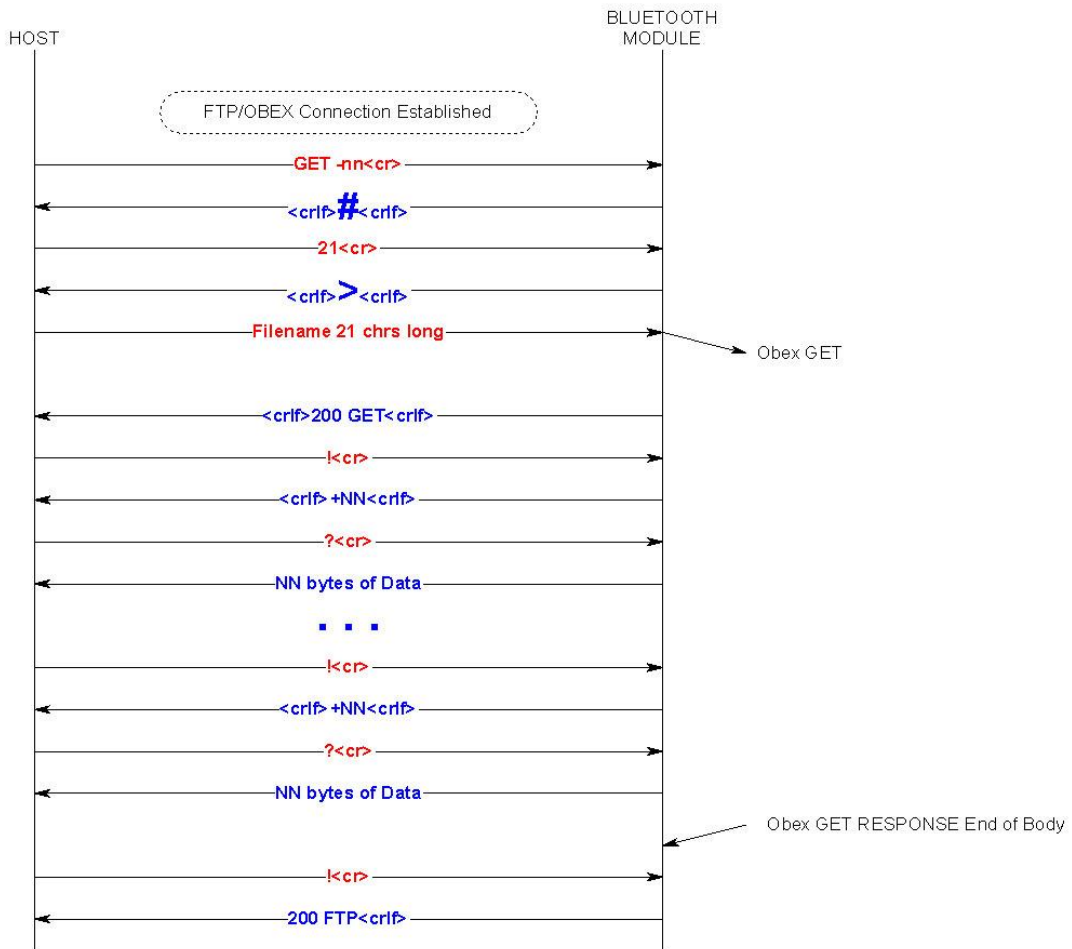 HOST
BLUETOOTH
MODULE
FTP/OBEX Connection Established
GET -nn<cr>
<crlf>#<crlf>
21<cr>
<crlf>><crlf>
Filename 21 chrs long
Obex GET
<crlf>200 GET<crlf>
!<cr>
<crlf>+NN<crlf>
?<cr>
NN bytes of Data
. . .
!<cr>
<crlf>+NN<crlf>
?<cr>
NN bytes of Data
Obex GET RESPONSE End of Body
!<cr>
200 FTP<crlf>